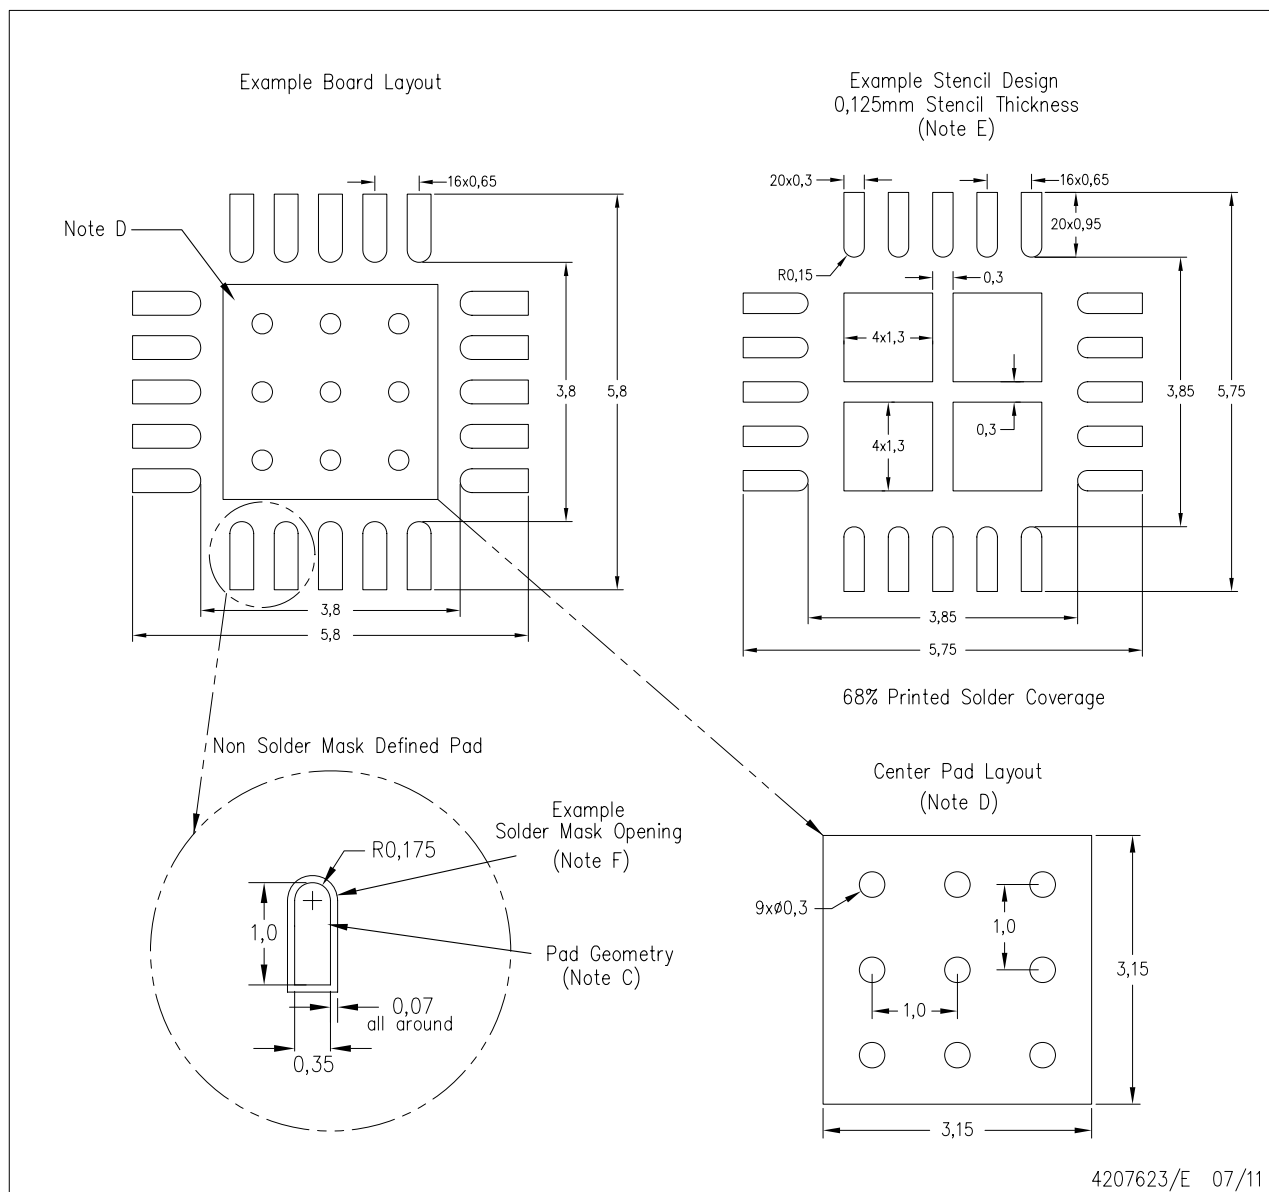 Example Board Layout
Example Stencil Design
0,125mm Stencil Thickness
(Note E)
16x0,65
20x0,3
16x0,65
Note D
20x0,95
R0,15
0,3
4x1,3
3,8
5,8
3,85
5,75
0,3
4x1,3
3,8
5,8
3,85
5,75
68% Printed Solder Coverage
Non Solder Mask Defined Pad
Center Pad Layout
(Note D)
Example
Solder Mask Opening
(Note F)
R0,175
9xø0,3
1,0
1,0
Pad Geometry
(Note C)
3,15
0,07
all around
1,0
0,35
3,15
4207623/E 07/11